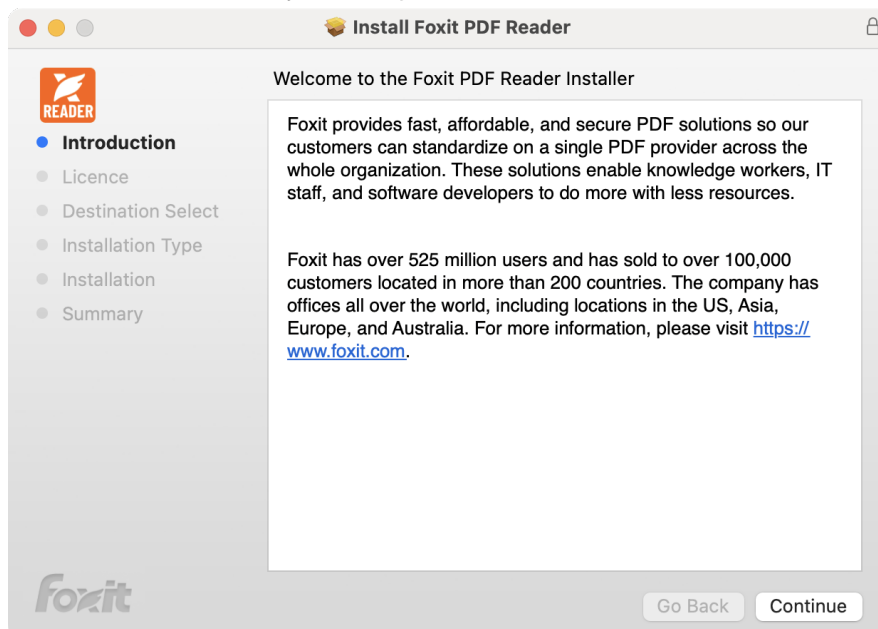 Install Foxit PDF Reader
READER
Welcome to the Foxit PDF Reader Installer
Introduction
Licence
Destination Select
Installation Type
Installation
Summary
Foxit provides fast, affordable, and secure PDF solutions so our
customers can standardize on a single PDF provider across the
whole organization. These solutions enable knowledge workers, IT
staff, and software developers to do more with less resources.
Foxit has over 525 million users and has sold to over 100,000
customers located in more than 200 countries. The company has
offices all over the world, including locations in the US, Asia,
Europe, and Australia. For more information, please visit https://
www.foxit.com.
foxit
Go Back
Continue